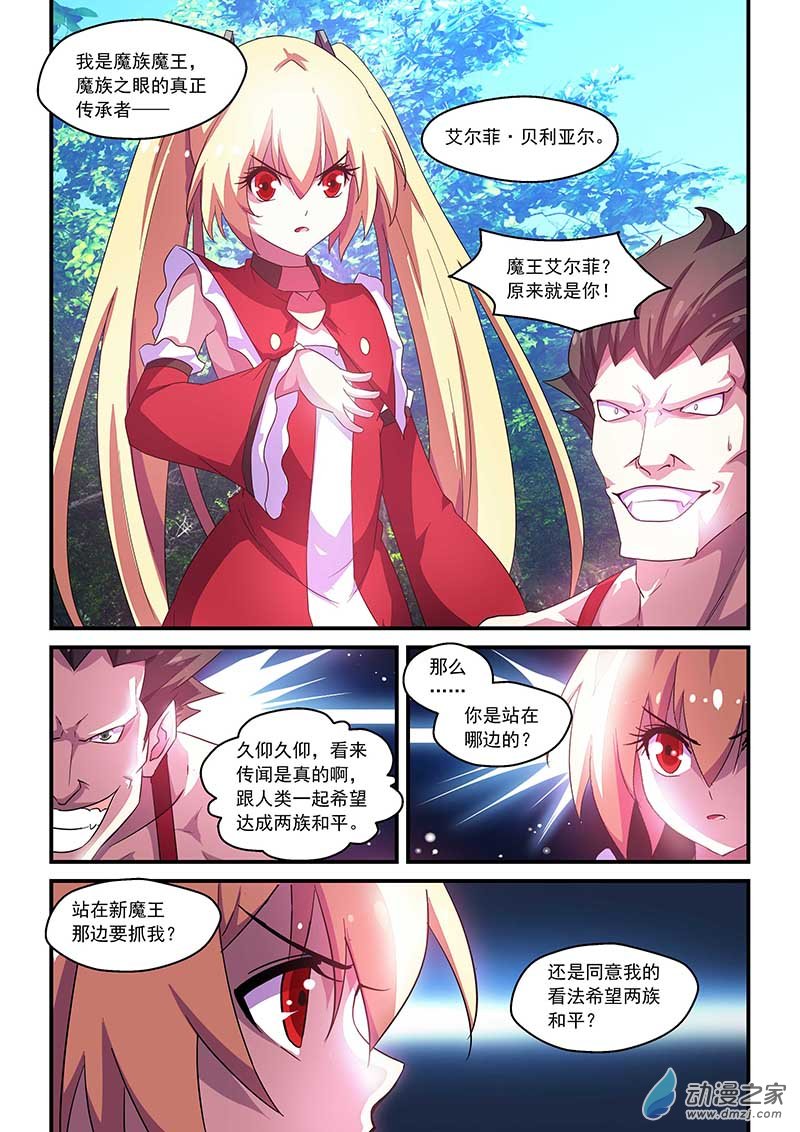 我是魔族魔王，
魔族之眼的真正
传承者——
艾尔菲·贝利亚尔。
魔王艾尔菲？
原来就是你！
久仰久仰，看来
传闻是真的啊，
跟人类一起希望
达成两族和平。
那么
……
你是站在
哪边的？
站在新魔王
那边要抓我？
还是同意我的
看法希望两族
和平？
动漫之家
www.dmzj.com